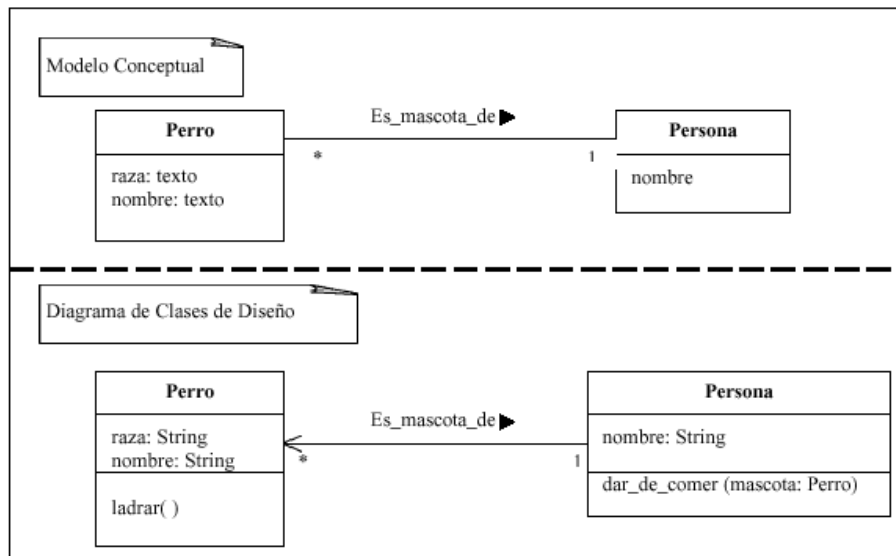 Modelo Conceptual
Perro
Es_mascota_de
Persona
*
1
raza: texto
nombre: texto
nombre
Diagrama de Clases de Diseño
Perro
Es_mascota_de
Persona
raza: String
nombre: String
*
1
nombre: String
ladrar( )
dar_de_comer (mascota: Perro)